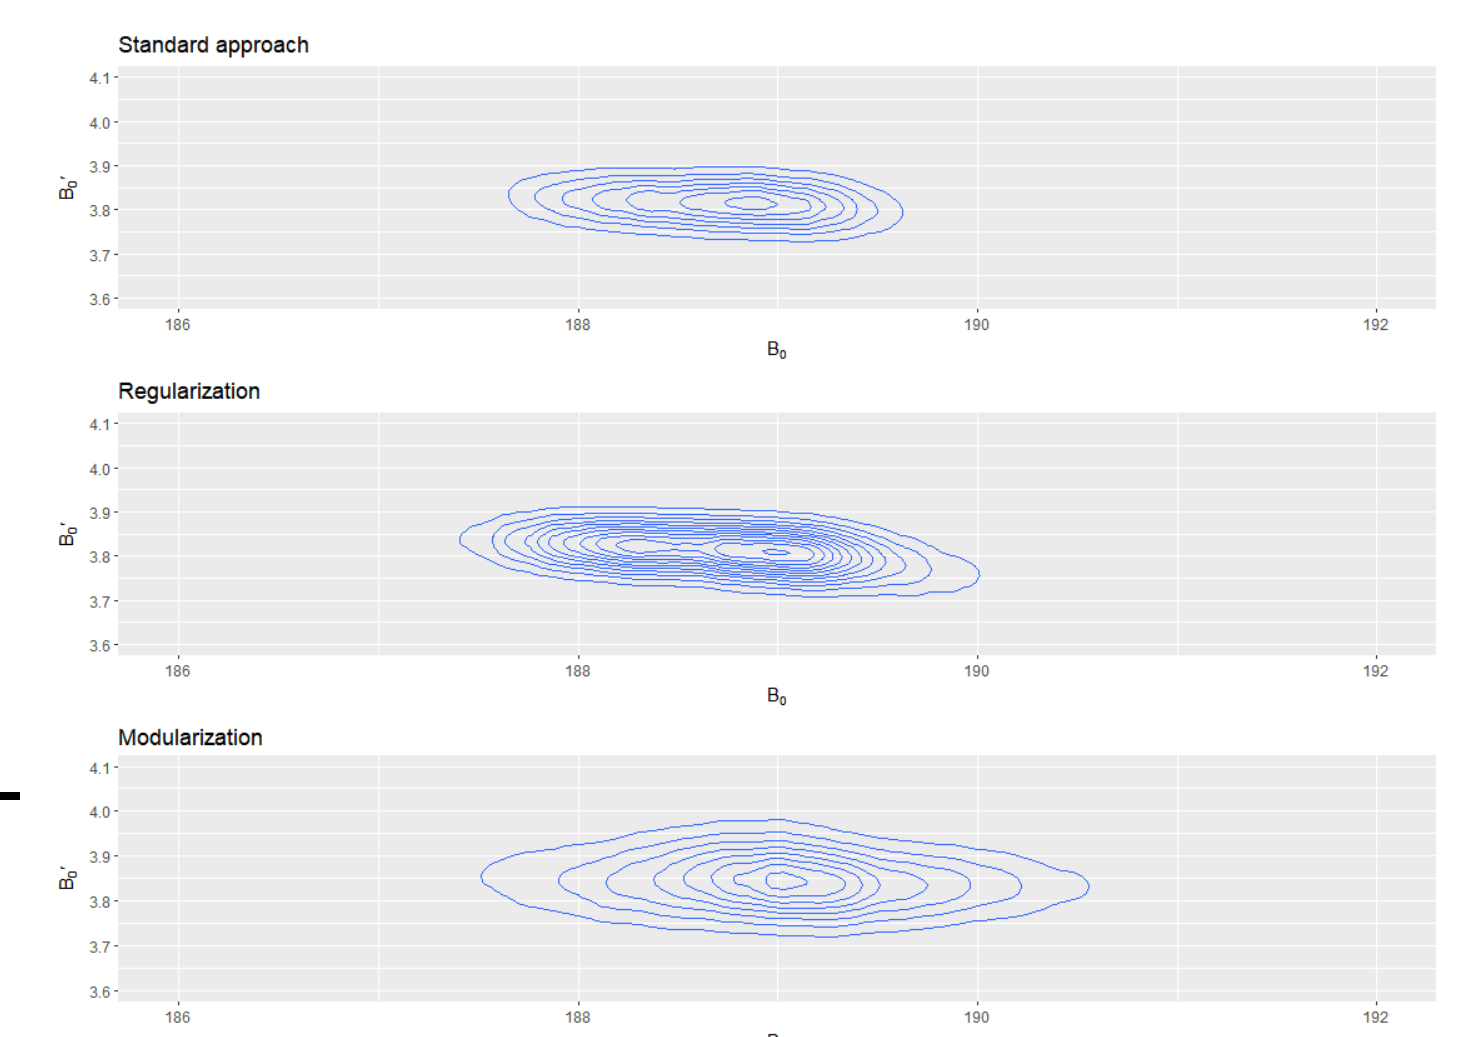 Standard approach
4.1
4.0
3.9
3.8
3.7
3.6
B₀′
186 188 190 192
B₀
Regularization
4.1
4.0
3.9
3.8
3.7
3.6
B₀′
186 188 190 192
B₀
Modularization
4.1
4.0
3.9
3.8
3.7
3.6
B₀′
186 188 190 192